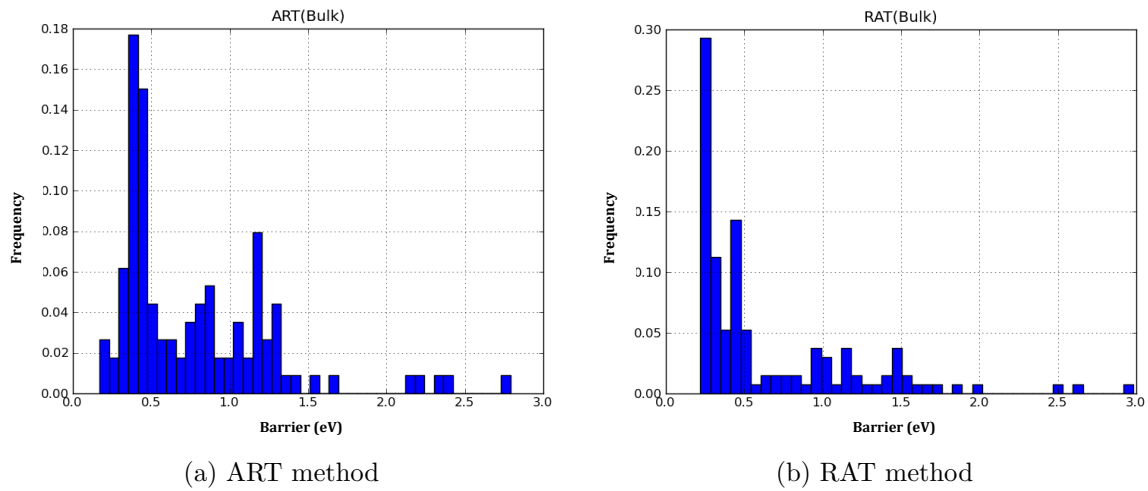 ART(Bulk)
0.18
0.16
0.14
0.12
0.10
0.08
0.06
0.04
0.02
0.00
Frequency
0.0 0.5 1.0 1.5 2.0 2.5 3.0
Barrier (eV)
(a) ART method
RAT(Bulk)
0.30
0.25
0.20
0.15
0.10
0.05
0.00
Frequency
0.0 0.5 1.0 1.5 2.0 2.5 3.0
Barrier (eV)
(b) RAT method